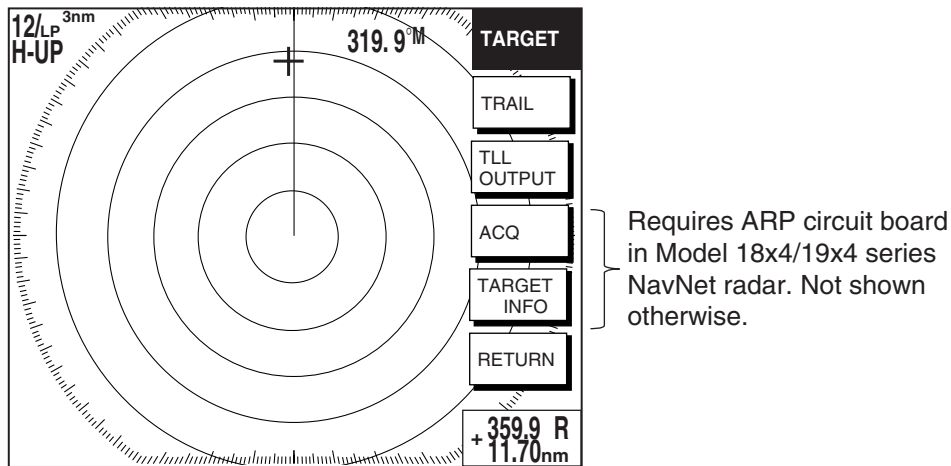 12/LP 3nm
H-UP
319. 9°M
TARGET
TRAIL
TLL
OUTPUT
ACQ
TARGET
INFO
RETURN
+ 359.9 R
11.70nm
Requires ARP circuit board
in Model 18x4/19x4 series
NavNet radar. Not shown
otherwise.